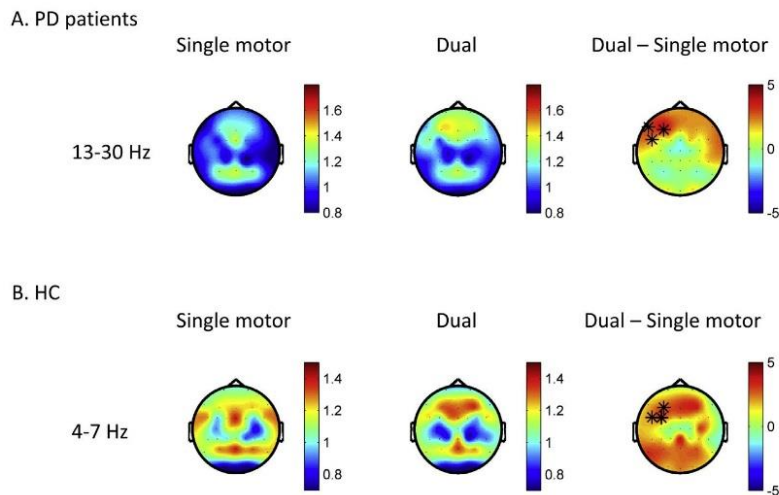 A. PD patients
Single motor
Dual
Dual – Single motor
13-30 Hz
1.6
1.4
1.2
1
0.8
1.6
1.4
1.2
1
0.8
5
0
-5
B. HC
Single motor
Dual
Dual – Single motor
4-7 Hz
1.4
1.2
1
0.8
1.4
1.2
1
0.8
5
0
-5